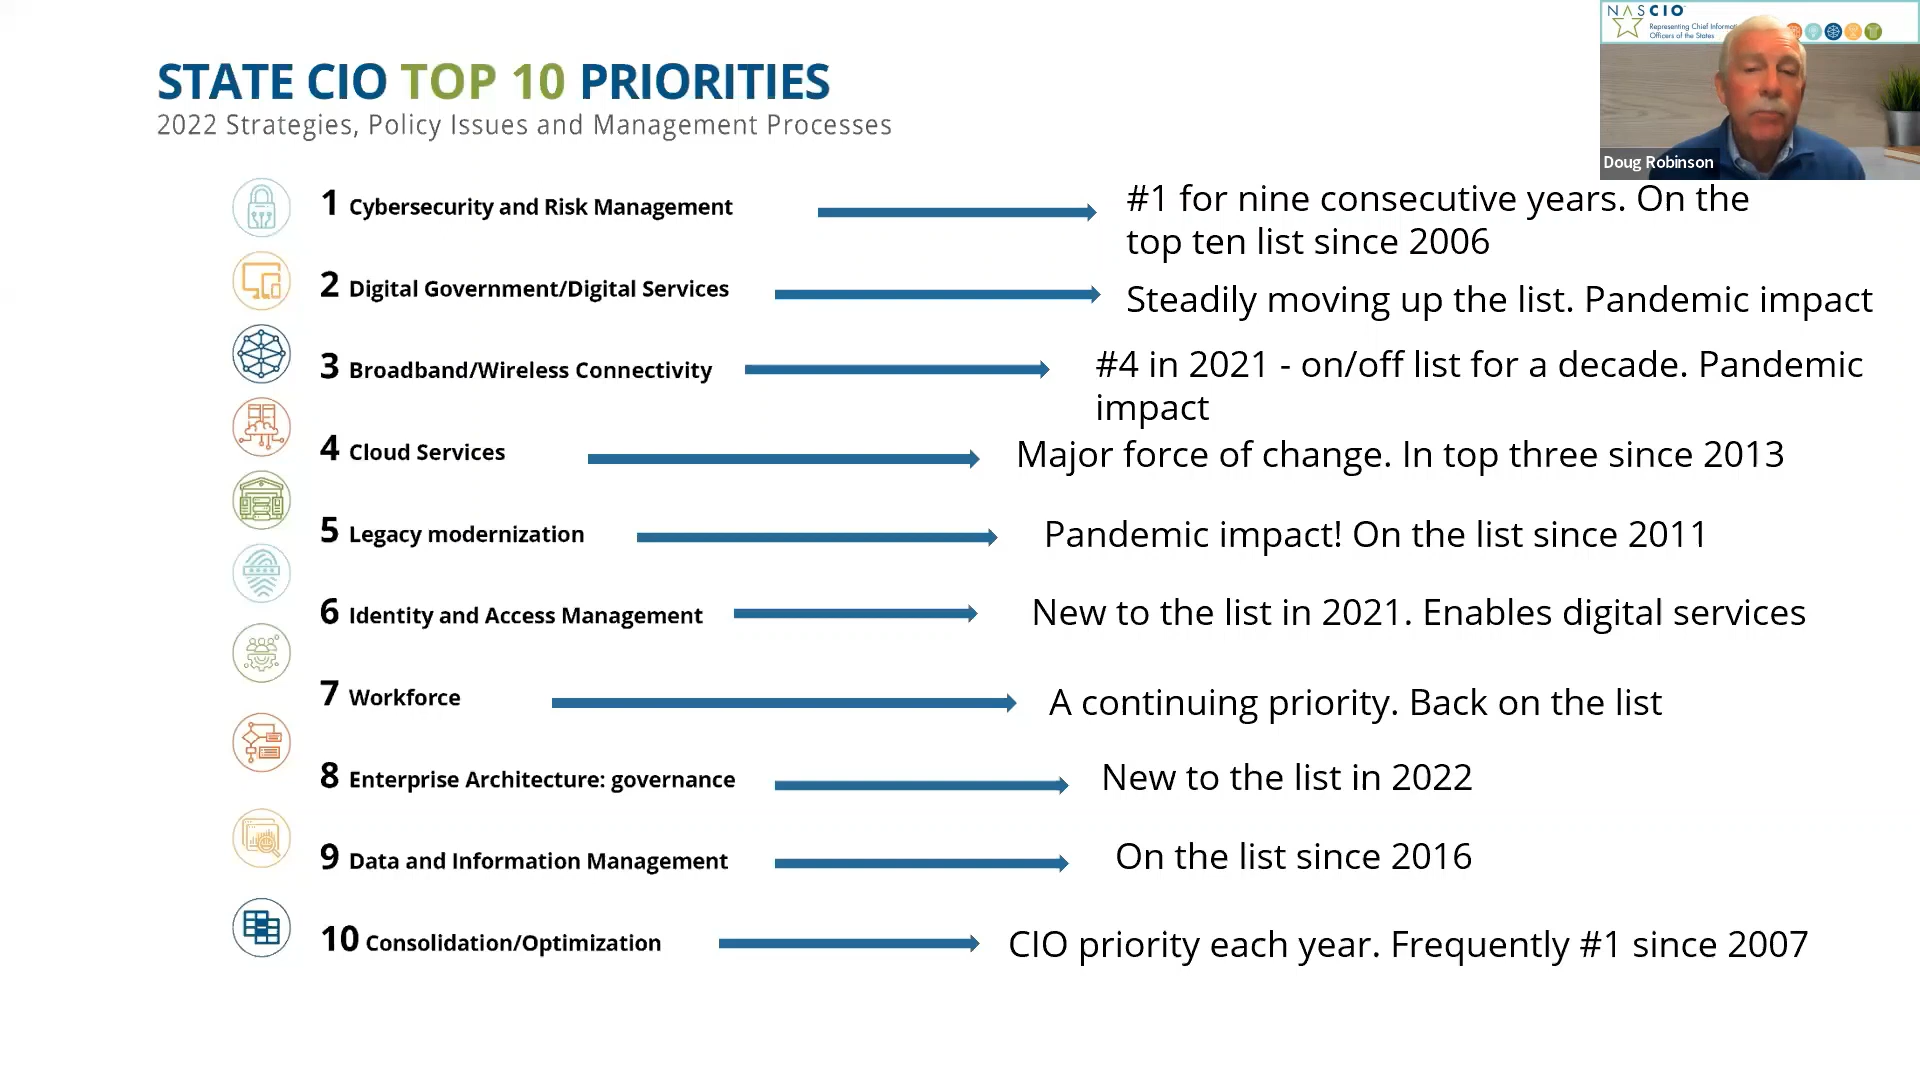 NASCIO
Representing Chief Informa
Officers of the States
Doug Robinson
STATE CIO TOP 10 PRIORITIES
2022 Strategies, Policy Issues and Management Processes
1 Cybersecurity and Risk Management
#1 for nine consecutive years. On the
top ten list since 2006
2 Digital Government/Digital Services
Steadily moving up the list. Pandemic impact
3 Broadband/Wireless Connectivity
#4 in 2021 - on/off list for a decade. Pandemic
impact
4 Cloud Services
Major force of change. In top three since 2013
5 Legacy modernization
Pandemic impact! On the list since 2011
6 Identity and Access Management
New to the list in 2021. Enables digital services
7 Workforce
A continuing priority. Back on the list
8 Enterprise Architecture: governance
New to the list in 2022
9 Data and Information Management
On the list since 2016
10 Consolidation/Optimization
CIO priority each year. Frequently #1 since 2007